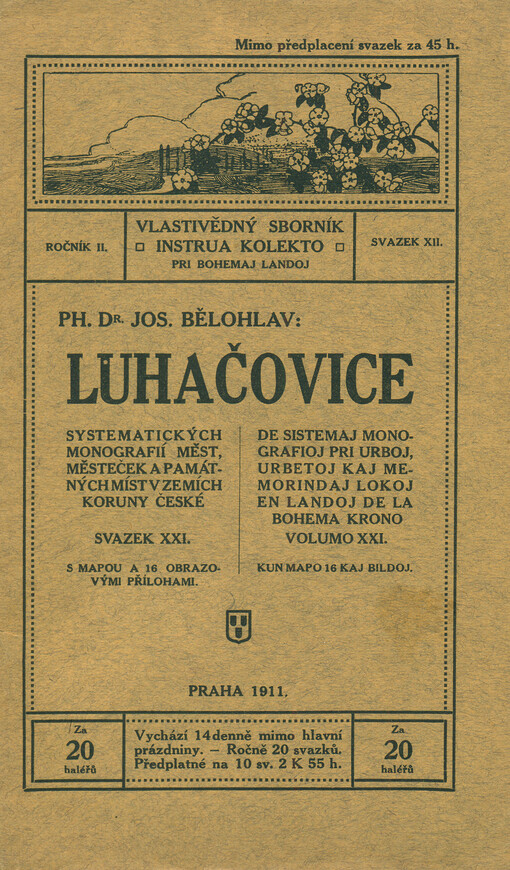 Mimo předplacení svazek za 45 h.
ROČNÍK II.
VLASTIVĚDNÝ SBORNÍK
INSTRUA KOLEKTO
PRI BOHEMAJ LANDOJ
SVAZEK XII.
PH. DR. JOS. BĚLOHLAV:
LUHAČOVICE
SYSTEMATICKÝCH
MONOGRAFIÍ MĚST,
MĚSTEČEK A PAMÁT-
NÝCH MÍST V ZEMÍCH
KORUNY ČESKÉ
SVAZEK XXI.
S MAPOU A 16 OBRAZO-
VÝMI PŘÍLOHAMI.
DE SISTEMAJ MONO-
GRAFIOJ PRI URBOJ,
URBETOJ KAJ ME-
MORINDAJ LOKOJ
EN LANDOJ DE LA
BOHEMA KRONO
VOLUMO XXI.
KUN MAPO 16 KAJ BILDOJ.
PRAHA 1911.
Za
20
haléřů
Vychází 14denně mimo hlavní
prázdniny. — Ročně 20 svazků.
Předplatné na 10 sv. 2 K 55 h.
Za
20
haléřů